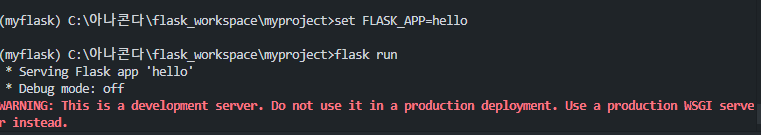 (myflask) C:\아나콘다\flask_workspace\myproject>set FLASK_APP=hello
(myflask) C:\아나콘다\flask_workspace\myproject>flask run
* Serving Flask app 'hello'
* Debug mode: off
WARNING: This is a development server. Do not use it in a production deployment. Use a production WSGI serve
r instead.